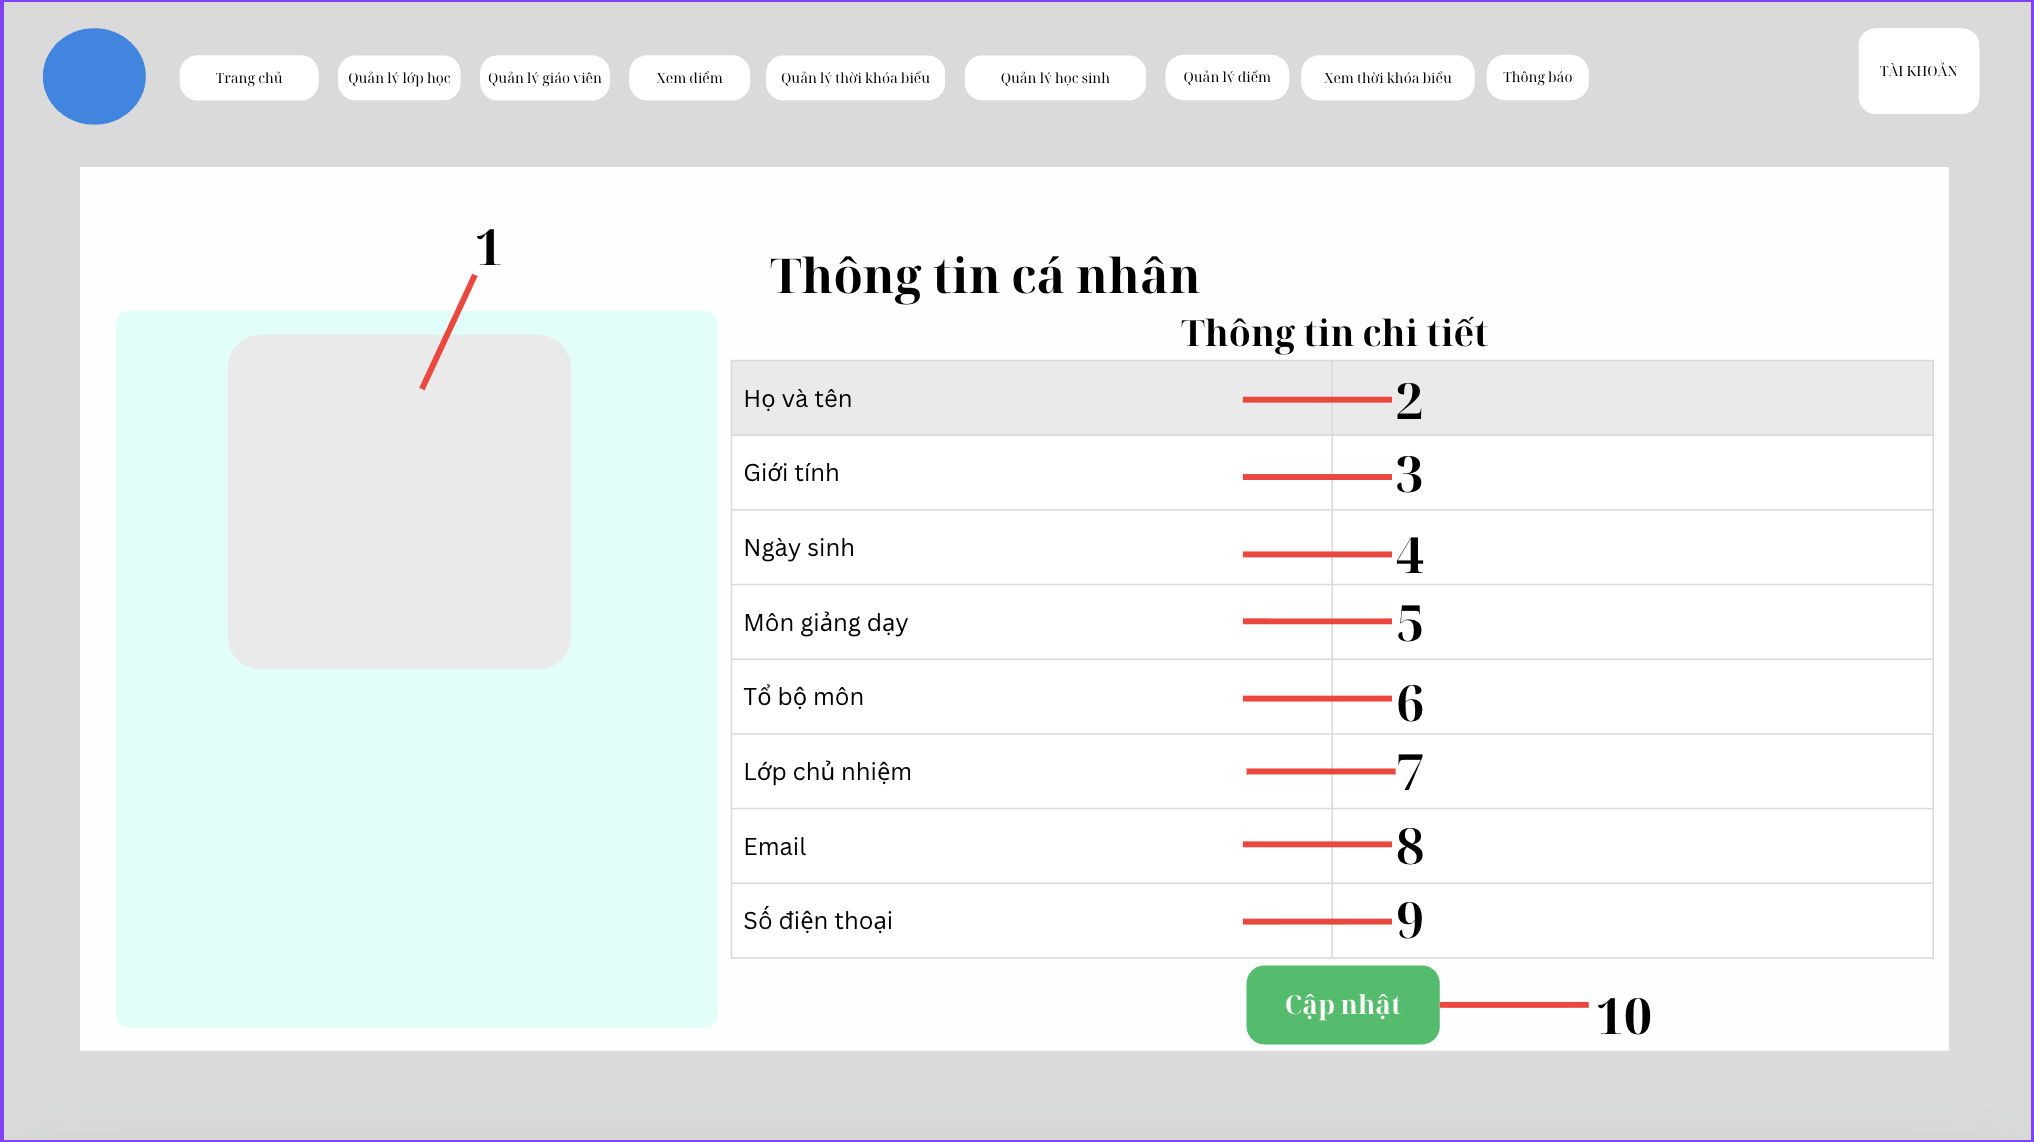 Trang chủ
Quản lý lớp học
Quản lý giáo viên
Xem điểm
Quản lý thời khóa biểu
Quản lý học sinh
Quản lý điểm
Xem thời khóa biểu
Thông báo
TÀI KHOẢN
1
Thông tin cá nhân
Thông tin chi tiết
Họ và tên 2
Giới tính 3
Ngày sinh 4
Môn giảng dạy 5
Tổ bộ môn 6
Lớp chủ nhiệm 7
Email 8
Số điện thoại 9
Cập nhật 10